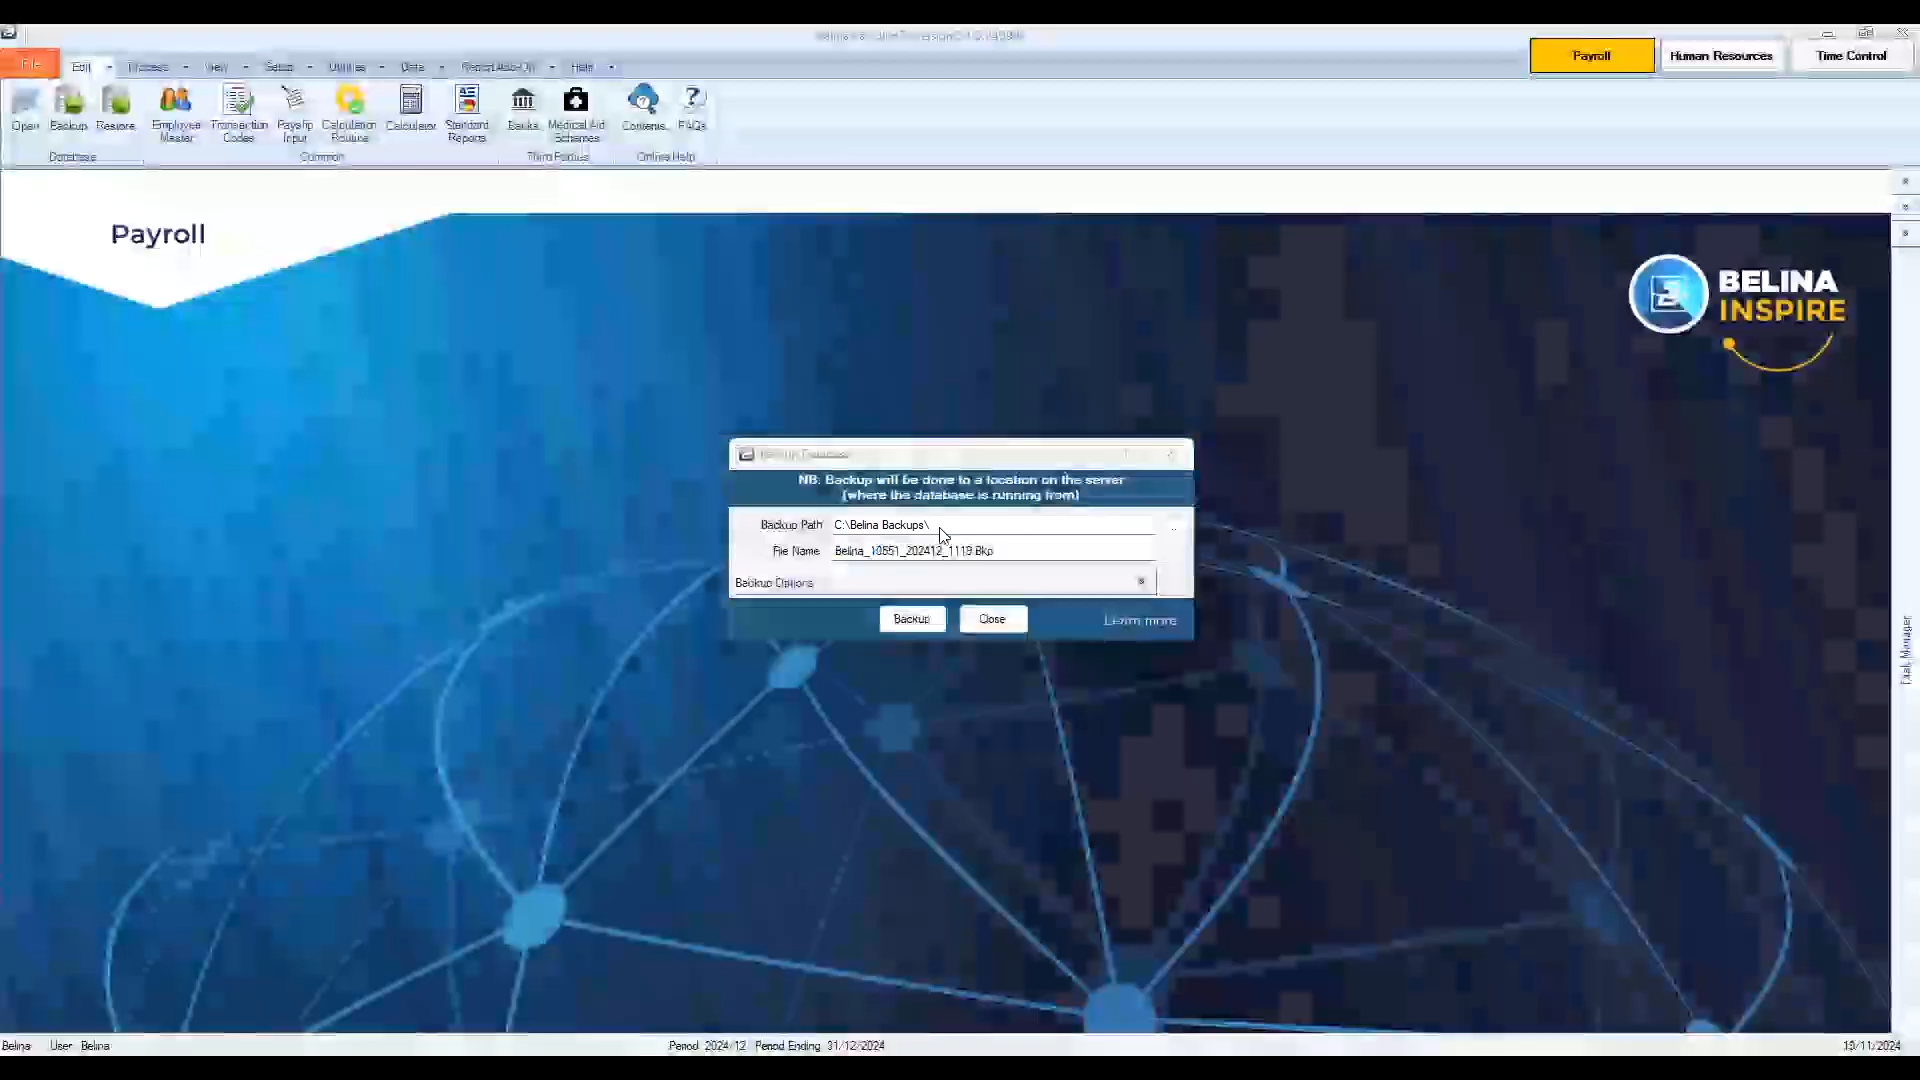 Payroll
Human Resources
Time Control
File
Edit
Process
View
Setup
Utilities
Data
Help
Open
Backup
Restore
Employee Master
Transaction Codes
Payslip Input
Calculation Routine
Calculator
Standard Reports
Banks
Medical Aid Schemes
Contents
FAQs
Database
Common
Third Parties
Online Help
Payroll
BELINA
INSPIRE
Backup Database
NB: Backup will be done to a location on the server
(where the database is running from)
Backup Path C:\Belina Backups\
File Name Belina_10551_202412_1119.Bkp
Backup Options
Backup
Close
Learn more
Task Manager
Belina User Belina
Period 2024/12 Period Ending 31/12/2024
19/11/2024